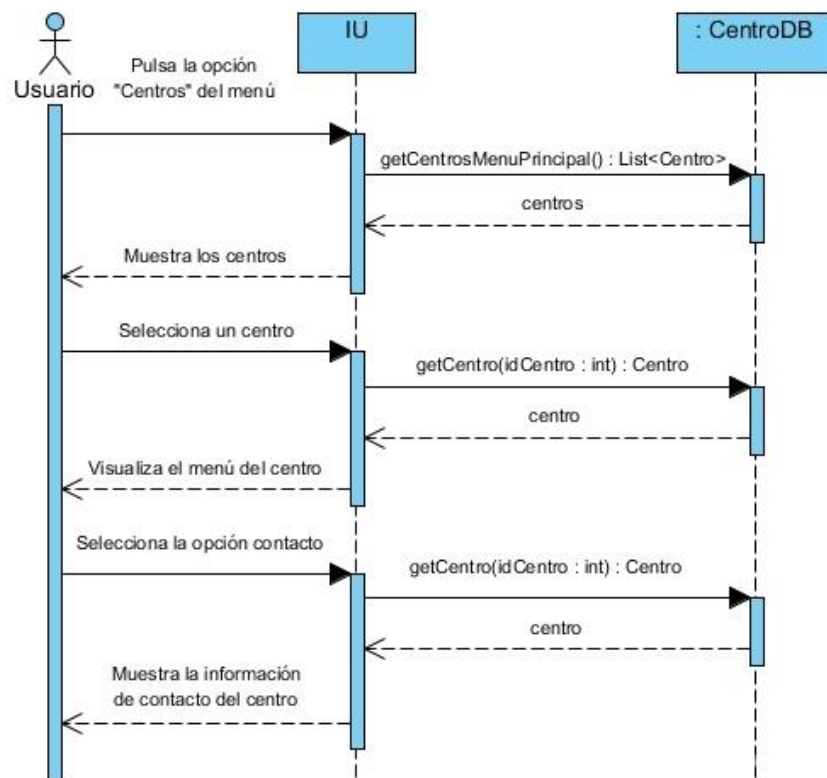 IU
: CentroDB
Usuario
Pulsa la opción
"Centros" del menú
getCentrosMenuPrincipal() : List<Centro>
centros
Muestra los centros
Selecciona un centro
getCentro(idCentro : int) : Centro
centro
Visualiza el menú del centro
Selecciona la opción contacto
getCentro(idCentro : int) : Centro
centro
Muestra la información
de contacto del centro